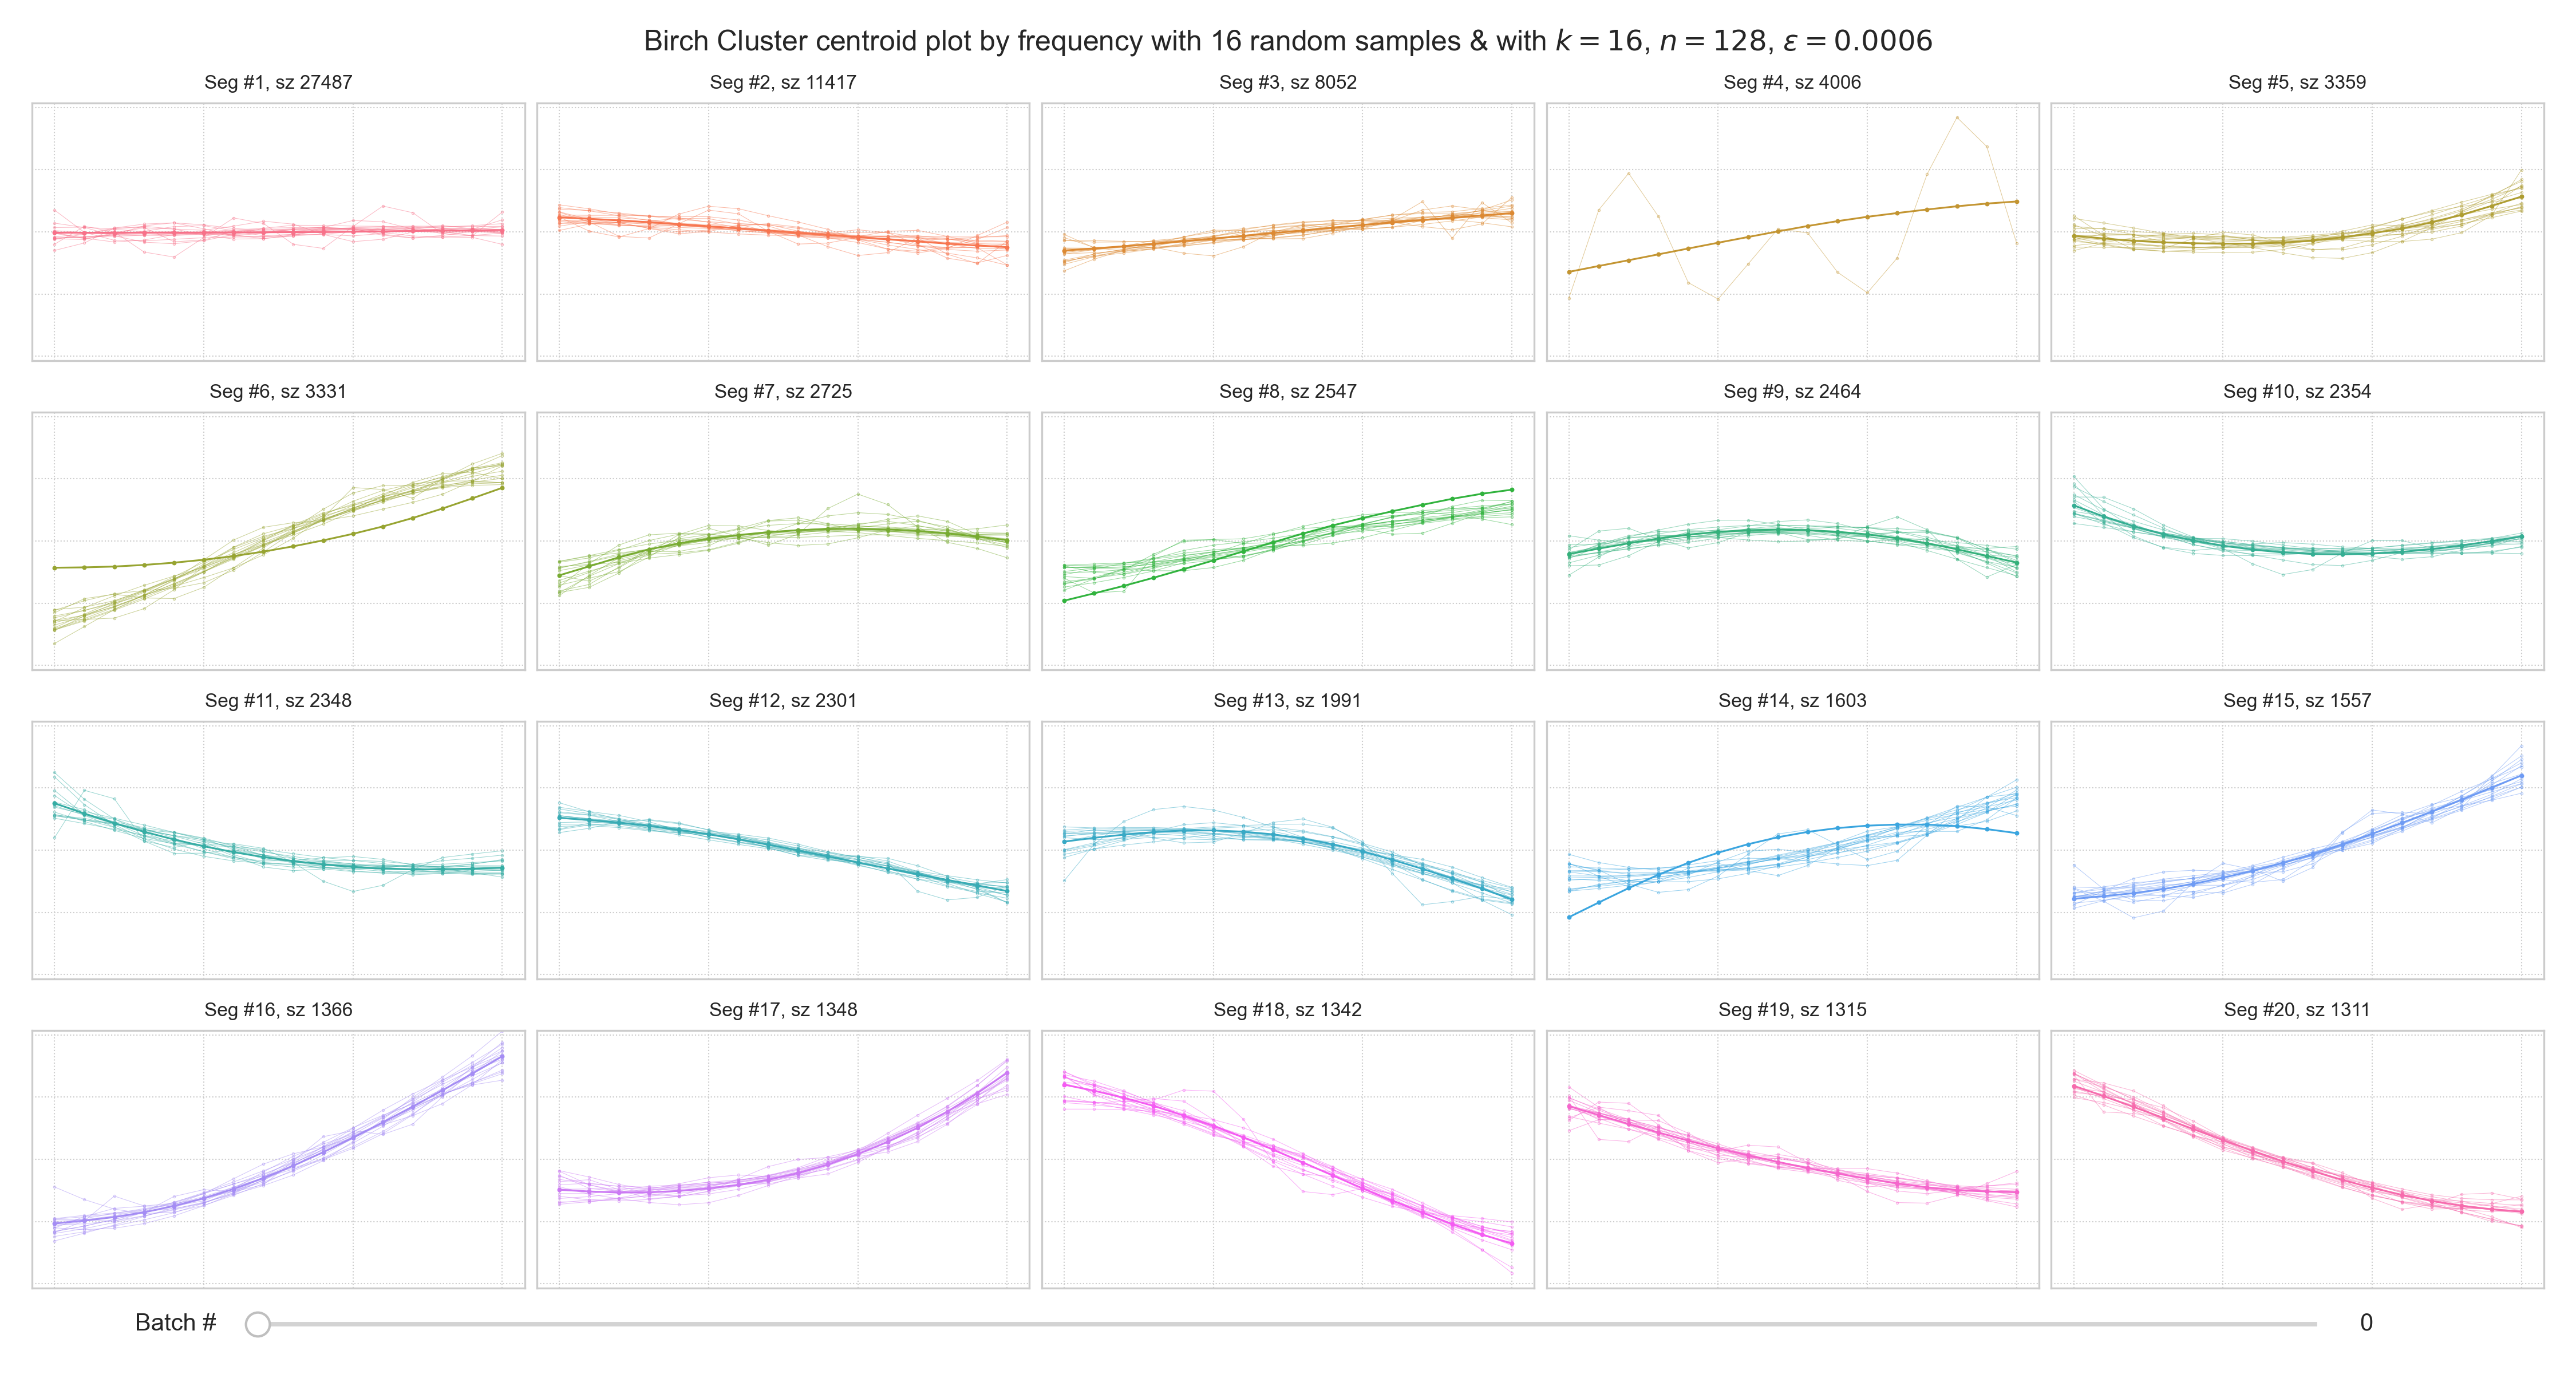 Birch Cluster centroid plot by frequency with 16 random samples & with k = 16, n = 128, ε = 0.0006
Seg #1, sz 27487
Seg #2, sz 11417
Seg #3, sz 8052
Seg #4, sz 4006
Seg #5, sz 3359
Seg #6, sz 3331
Seg #7, sz 2725
Seg #8, sz 2547
Seg #9, sz 2464
Seg #10, sz 2354
Seg #11, sz 2348
Seg #12, sz 2301
Seg #13, sz 1991
Seg #14, sz 1603
Seg #15, sz 1557
Seg #16, sz 1366
Seg #17, sz 1348
Seg #18, sz 1342
Seg #19, sz 1315
Seg #20, sz 1311
Batch # 0